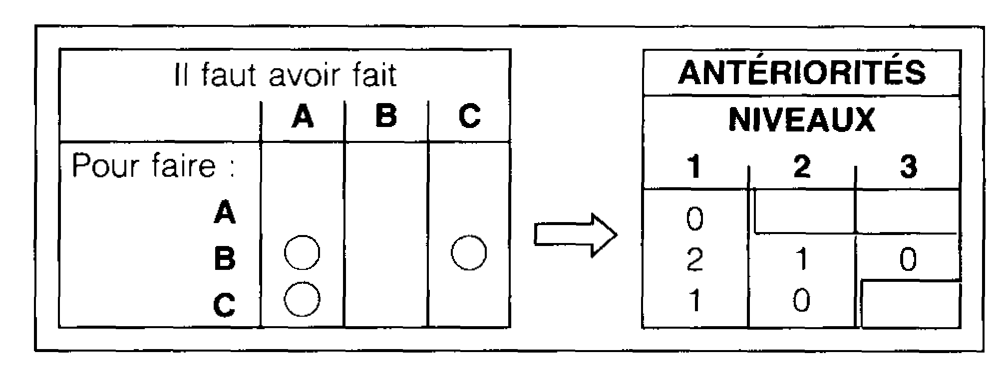 Il faut avoir fait
A B C
Pour faire :
A
B
C
ANTÉRIORITÉS
NIVEAUX
1 2 3
0
2 1 0
1 0